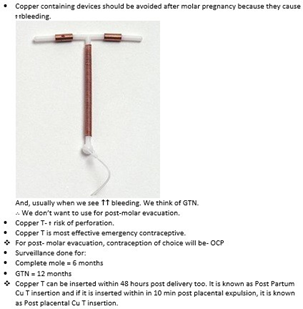 • Copper containing devices should be avoided after molar pregnancy because they cause
↑↑bleeding.
And, usually when we see ↑↑ bleeding. We think of GTN.
∴ We don't want to use for post-molar evacuation.
• Copper T- ↑ risk of perforation.
• Copper T is most effective emergency contraceptive.
❖ For post- molar evacuation, contraception of choice will be- OCP
• Surveillance done for:
• Complete mole = 6 months
• GTN = 12 months
❖ Copper T can be inserted within 48 hours post delivery too. It is known as Post Partum
Cu T insertion and if it is inserted within in 10 min post placental expulsion, it is known
as Post placental Cu T insertion.